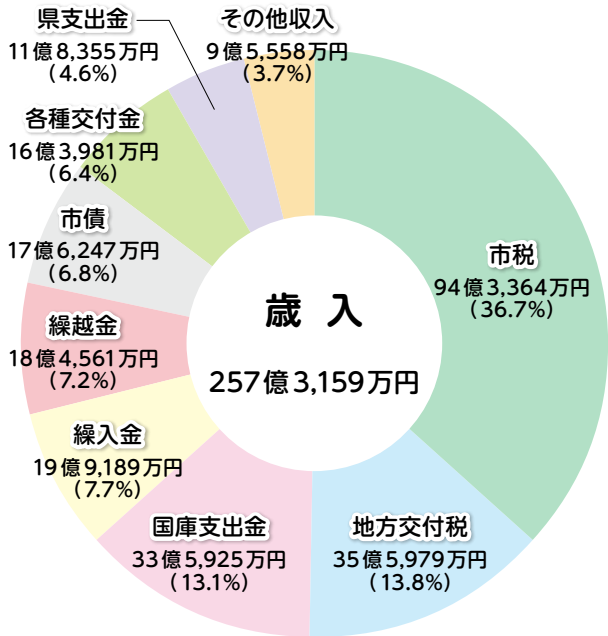 県支出金
11億8,355万円
(4.6%)
その他収入
9億5,558万円
(3.7%)
各種交付金
16億3,981万円
(6.4%)
市債
17億6,247万円
(6.8%)
繰越金
18億4,561万円
(7.2%)
繰入金
19億9,189万円
(7.7%)
国庫支出金
33億5,925万円
(13.1%)
地方交付税
35億5,979万円
(13.8%)
市税
94億3,364万円
(36.7%)
歳入
257億3,159万円